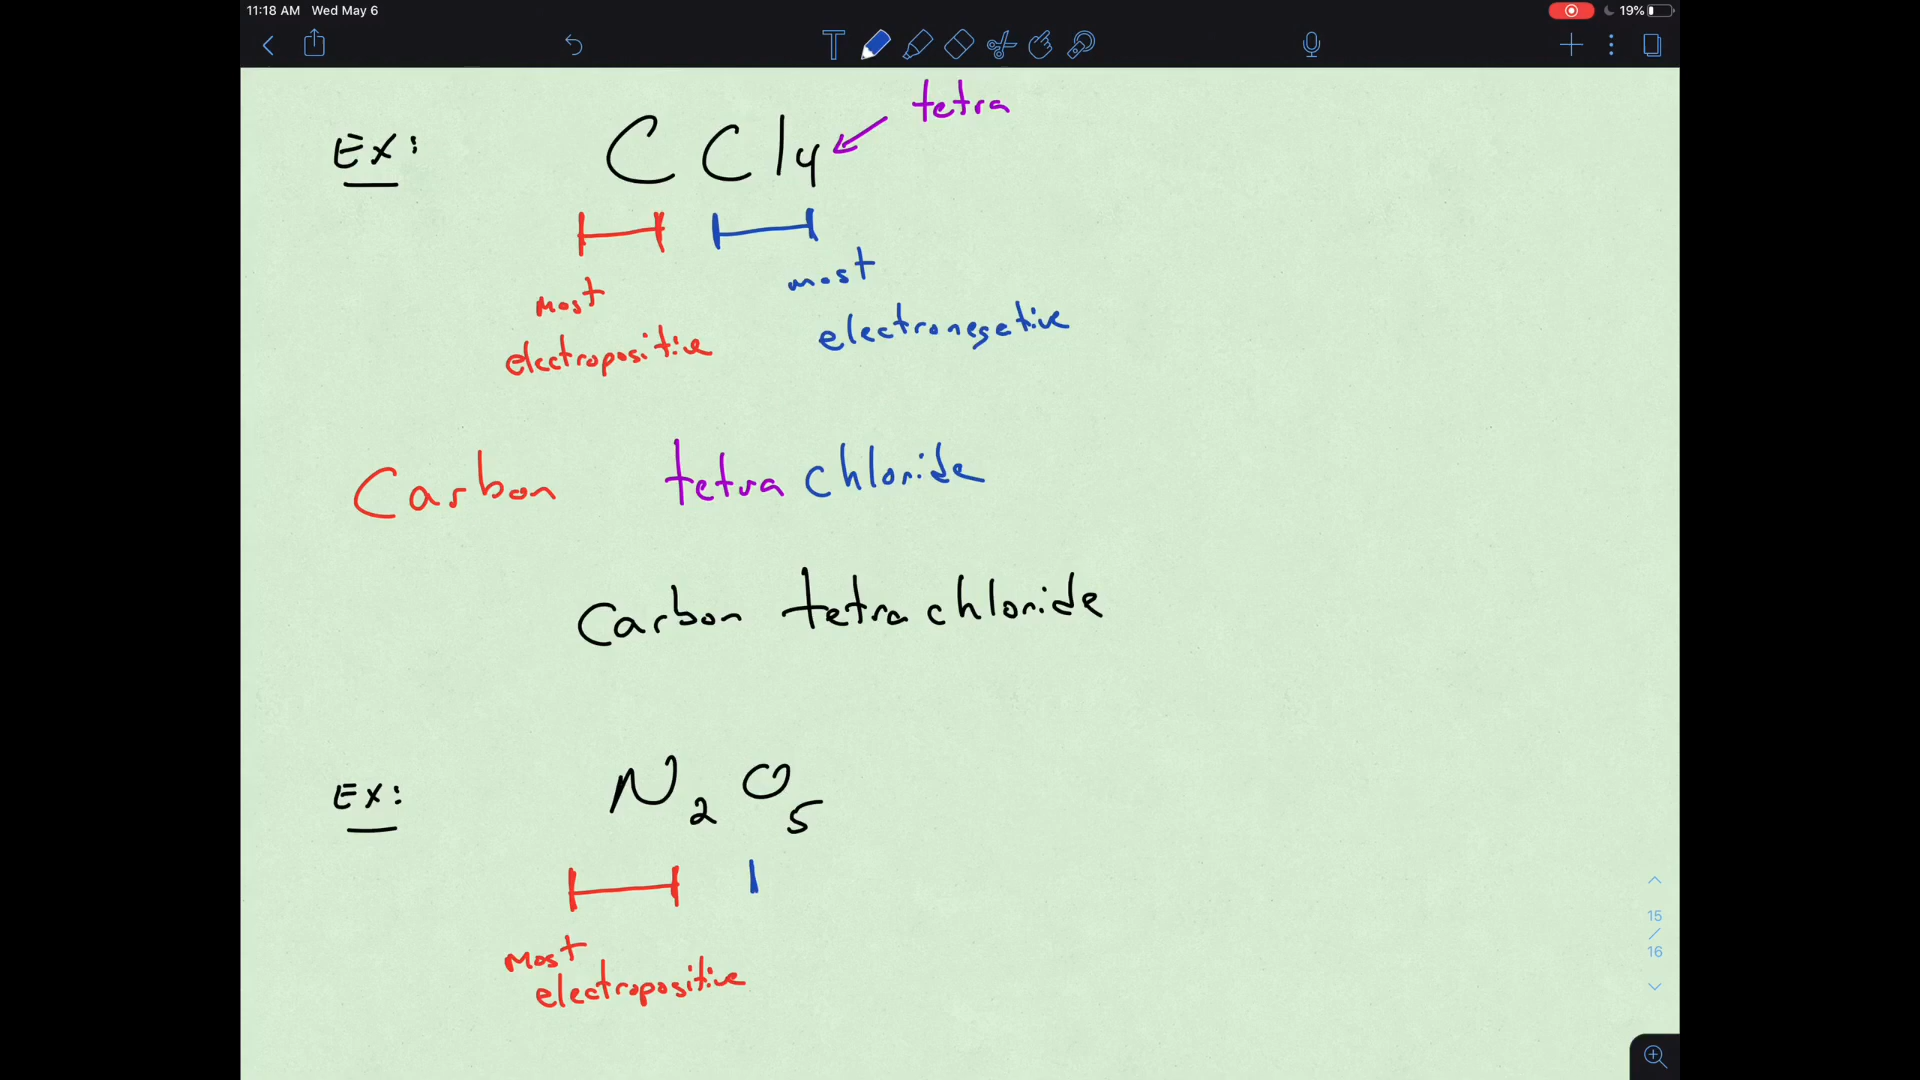 11:18 AM Wed May 6
19%
T
tetra
Ex: CCl4
most
electropositive
most
electronegetive
Carbon tetrachloride
Carbon tetrachloride
Ex: N2O5
most
electropositive
15
/
16